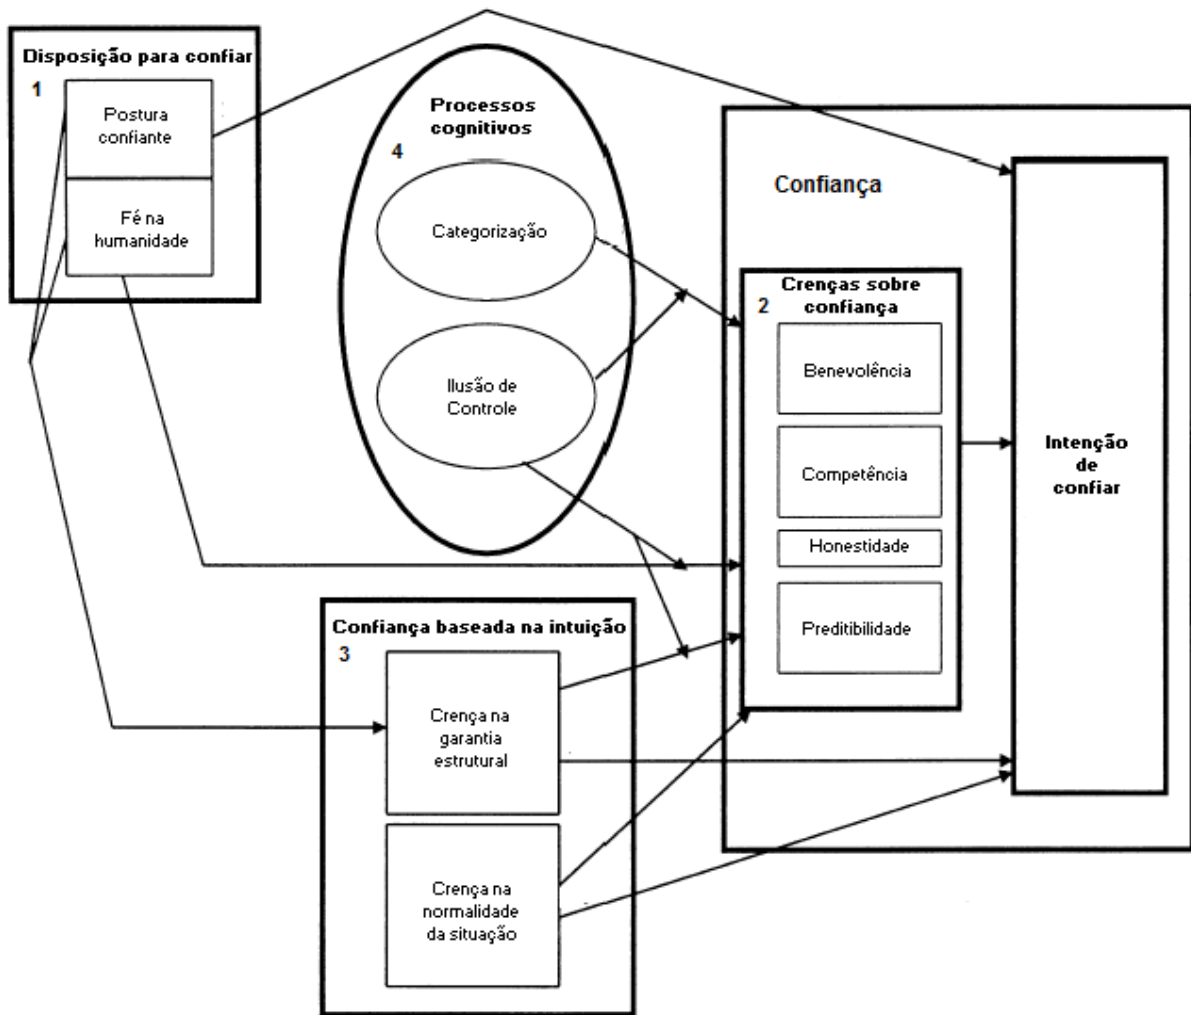 Disposição para confiar
1
Postura
confiante
Fé na
humanidade
Processos
cognitivos
4
Categorização
Ilusão de
Controle
Confiança
Crenças sobre
confiança
2
Benevolência
Competência
Honestidade
Preditibilidade
Intenção
de
confiar
Confiança baseada na intuição
3
Crença na
garantia
estrutural
Crença na
normalidade
da situação